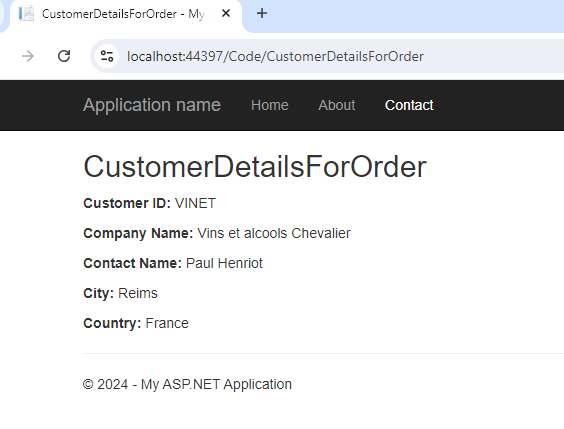 CustomerDetailsForOrder - My
localhost:44397/Code/CustomerDetailsForOrder
Application name Home About Contact
CustomerDetailsForOrder
Customer ID: VINET
Company Name: Vins et alcools Chevalier
Contact Name: Paul Henriot
City: Reims
Country: France
© 2024 - My ASP.NET Application